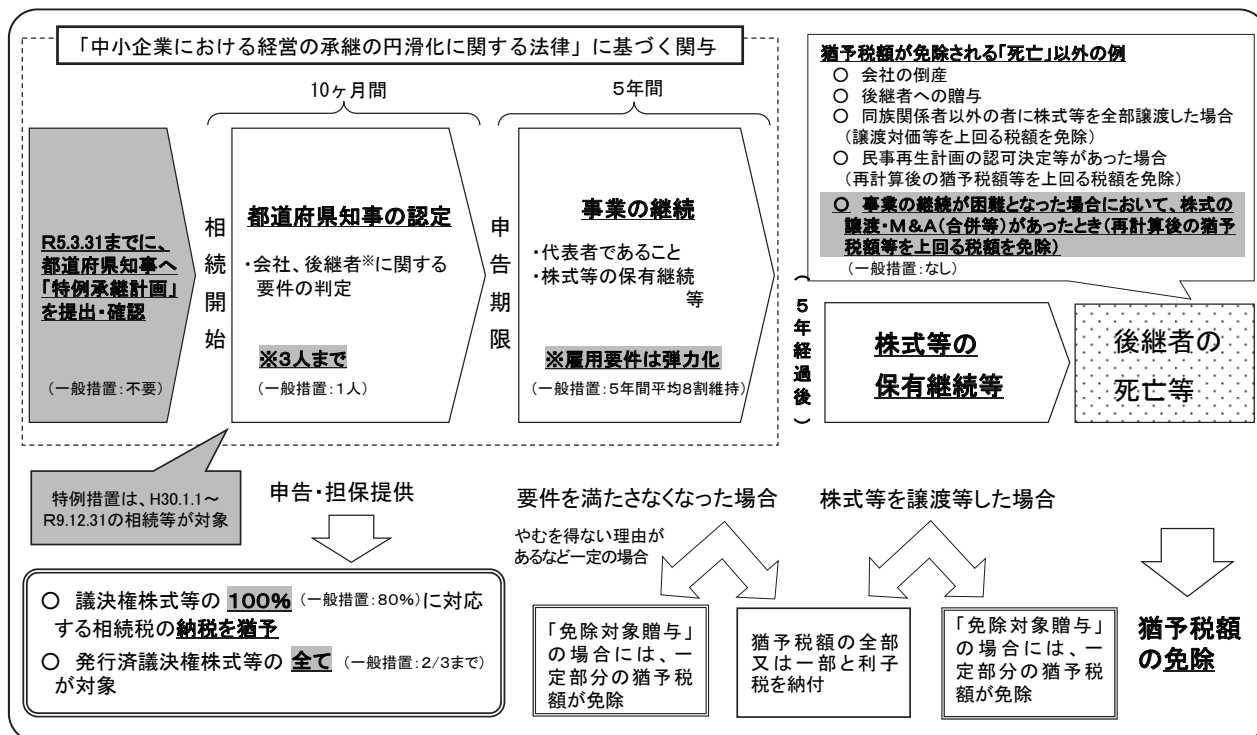 「中小企業における経営の承継の円滑化に関する法律」に基づく関与
10ヶ月間
5年間
R5.3.31までに、
都道府県知事へ
「特例承継計画」
を提出・確認
(一般措置:不要)
相続開始
都道府県知事の認定
・会社、後継者※に関する
要件の判定
※3人まで
(一般措置:1人)
申告期限
事業の継続
・代表者であること
・株式等の保有継続
等
※雇用要件は弾力化
(一般措置:5年間平均8割維持)
(5年経過後)
猶予税額が免除される「死亡」以外の例
○ 会社の倒産
○ 後継者への贈与
○ 同族関係者以外の者に株式等を全部譲渡した場合
(譲渡対価等を上回る税額を免除)
○ 民事再生計画の認可決定等があった場合
(再計算後の猶予税額等を上回る税額を免除)
○ 事業の継続が困難となった場合において、株式の
譲渡・M&A(合併等)があったとき(再計算後の猶予
税額等を上回る税額を免除)
(一般措置:なし)
株式等の
保有継続等
後継者の
死亡等
特例措置は、H30.1.1~
R9.12.31の相続等が対象
申告・担保提供
○ 議決権株式等の 100% (一般措置:80%)に対応
する相続税の納税を猶予
○ 発行済議決権株式等の 全て (一般措置:2/3まで)
が対象
要件を満たさなくなった場合
やむを得ない理由が
あるなど一定の場合
株式等を譲渡等した場合
「免除対象贈与」
の場合には、一
定部分の猶予税
額が免除
猶予税額の全部
又は一部と利子
税を納付
「免除対象贈与」
の場合には、一
定部分の猶予税
額が免除
猶予税額
の免除